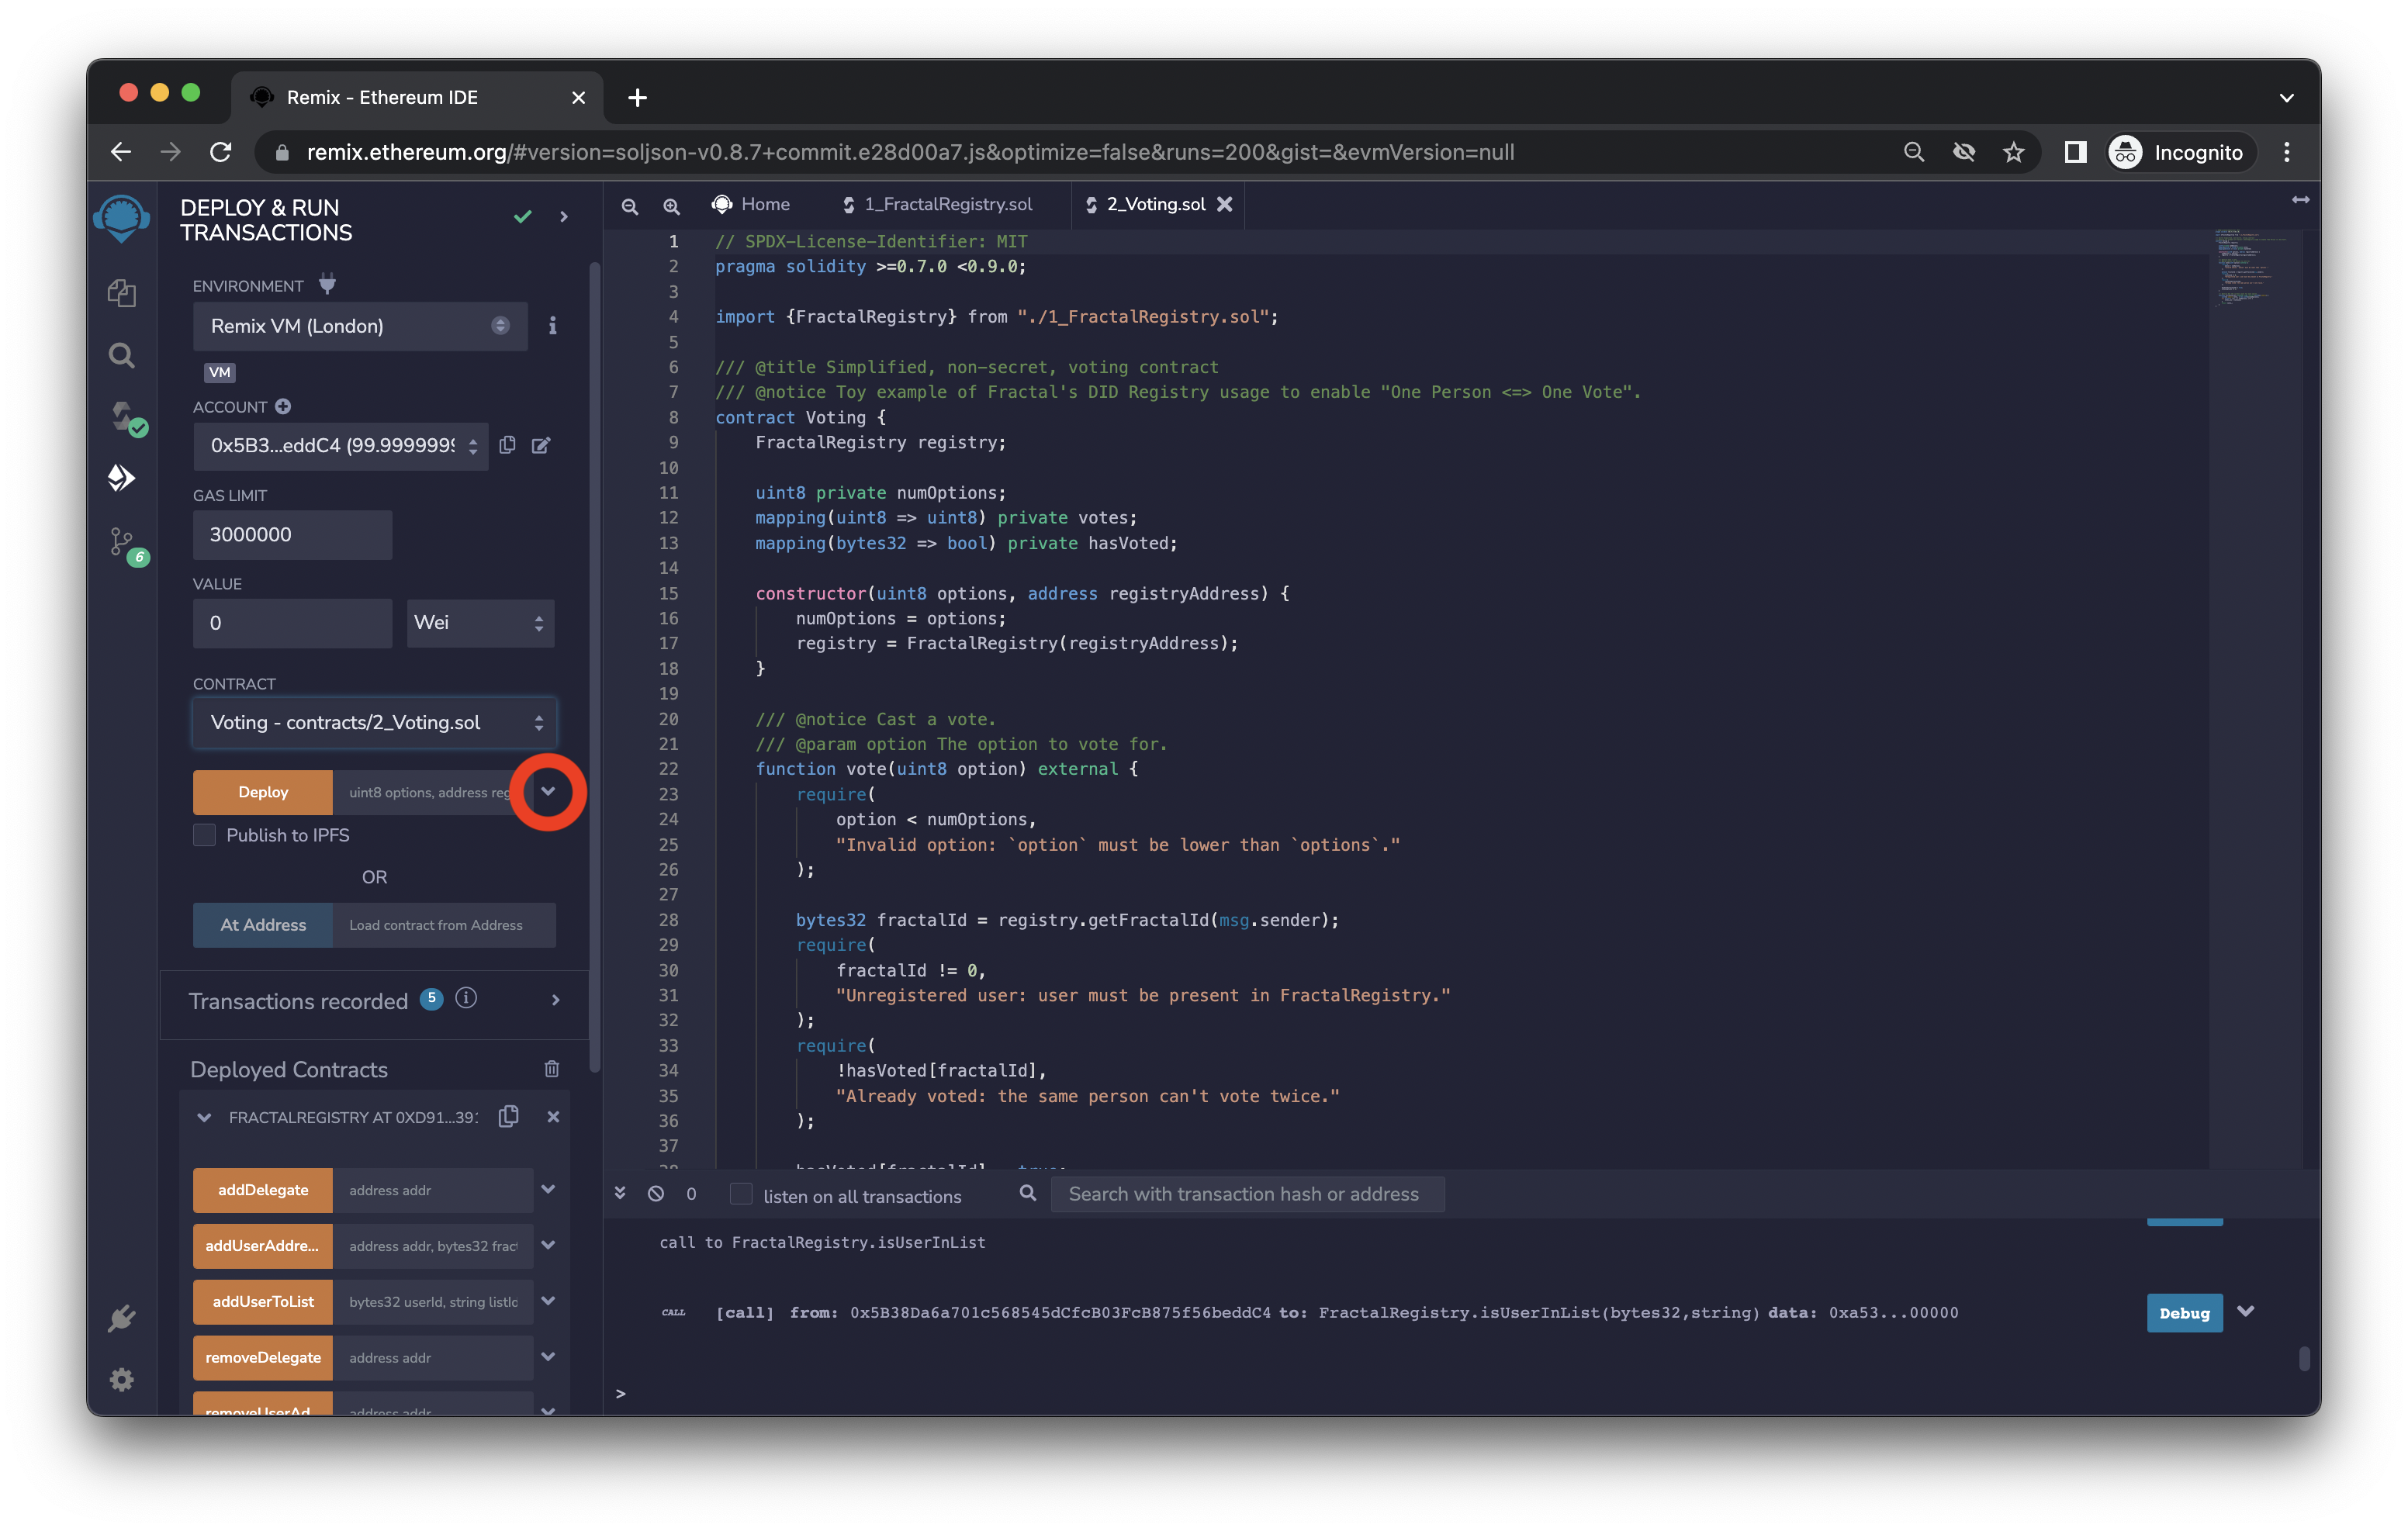 Remix - Ethereum IDE
remix.ethereum.org/#version=soljson-v0.8.7+commit.e28d00a7.js&optimize=false&runs=200&gist=&evmVersion=null
Incognito
DEPLOY & RUN
TRANSACTIONS
ENVIRONMENT
Remix VM (London)
VM
ACCOUNT
0x5B3...eddC4 (99.9999999
GAS LIMIT
3000000
VALUE
0
Wei
CONTRACT
Voting - contracts/2_Voting.sol
Deploy
uint8 options, address reg
Publish to IPFS
OR
At Address
Load contract from Address
Transactions recorded 5
Deployed Contracts
FRACTALREGISTRY AT 0XD91...39:
addDelegate
address addr
addUserAddre...
address addr, bytes32 frac
addUserToList
bytes32 userId, string listId
removeDelegate
address addr
removeUserAd...
address addr
6
Home
1_FractalRegistry.sol
2_Voting.sol
1 // SPDX-License-Identifier: MIT
2 pragma solidity >=0.7.0 <0.9.0;
3
4 import {FractalRegistry} from "./1_FractalRegistry.sol";
5
6 /// @title Simplified, non-secret, voting contract
7 /// @notice Toy example of Fractal's DID Registry usage to enable "One Person <=> One Vote".
8 contract Voting {
9 FractalRegistry registry;
10
11 uint8 private numOptions;
12 mapping(uint8 => uint8) private votes;
13 mapping(bytes32 => bool) private hasVoted;
14
15 constructor(uint8 options, address registryAddress) {
16 numOptions = options;
17 registry = FractalRegistry(registryAddress);
18 }
19
20 /// @notice Cast a vote.
21 /// @param option The option to vote for.
22 function vote(uint8 option) external {
23 require(
24 option < numOptions,
25 "Invalid option: `option` must be lower than `options`."
26 );
27
28 bytes32 fractalId = registry.getFractalId(msg.sender);
29 require(
30 fractalId != 0,
31 "Unregistered user: user must be present in FractalRegistry."
32 );
33 require(
34 !hasVoted[fractalId],
35 "Already voted: the same person can't vote twice."
36 );
37
38 hasVoted[fractalId] = true;
0
listen on all transactions
Search with transaction hash or address
call to FractalRegistry.isUserInList
CALL [call] from: 0x5B38Da6a701c568545dCfcB03FcB875f56beddC4 to: FractalRegistry.isUserInList(bytes32,string) data: 0xa53...00000
Debug
>